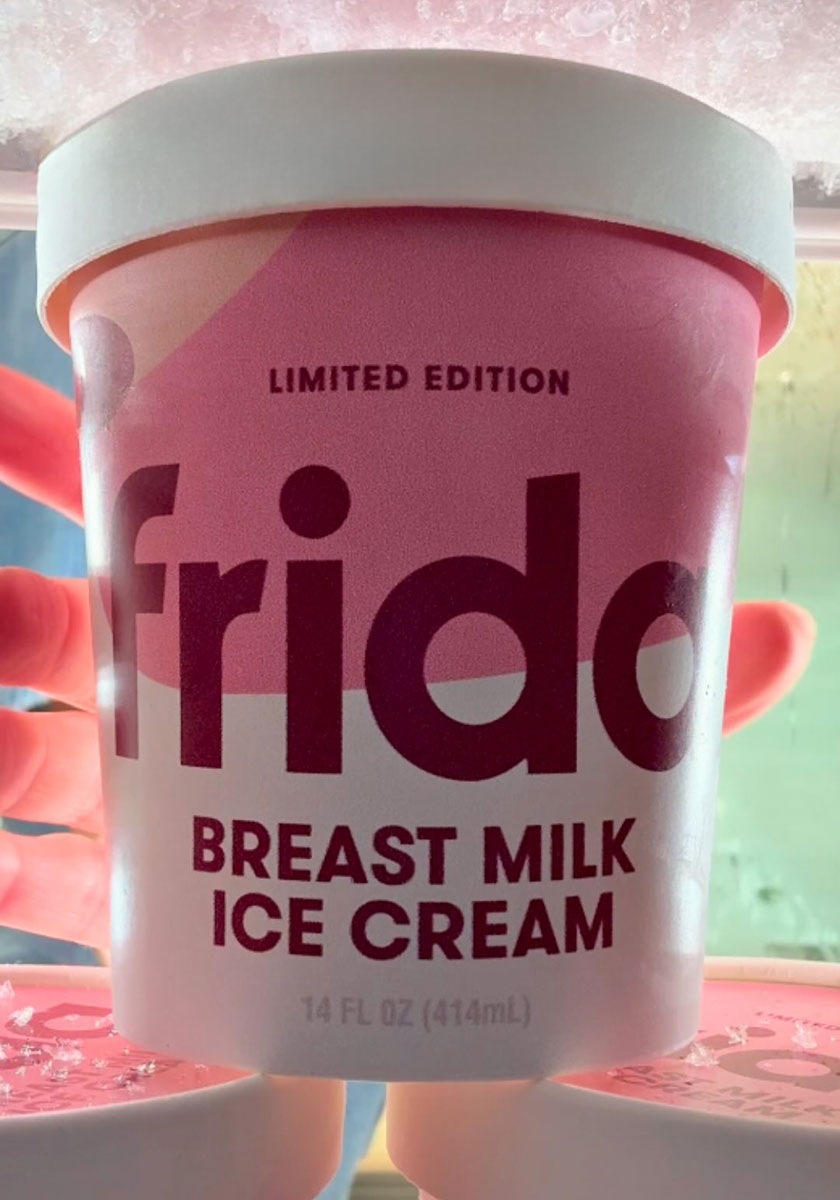 LIMITED EDITION
frida
BREAST MILK
ICE CREAM
14 FL OZ (414mL)